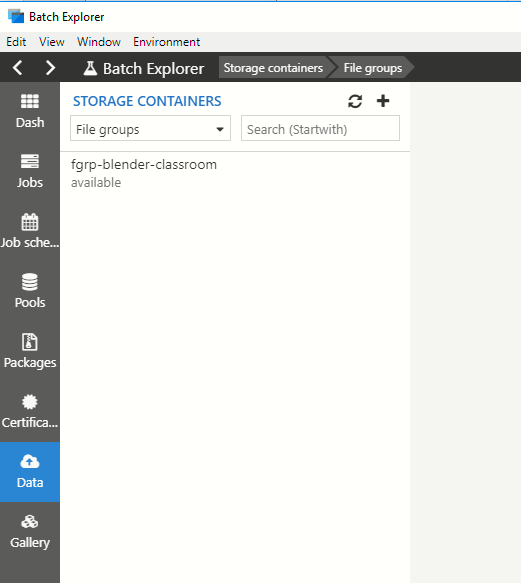 Batch Explorer
Edit View Window Environment
Batch Explorer Storage containers File groups
Dash
Jobs
Job sche...
Pools
Packages
Certifica...
Data
Gallery
STORAGE CONTAINERS
File groups Search (Startwith)
fgrp-blender-classroom
available